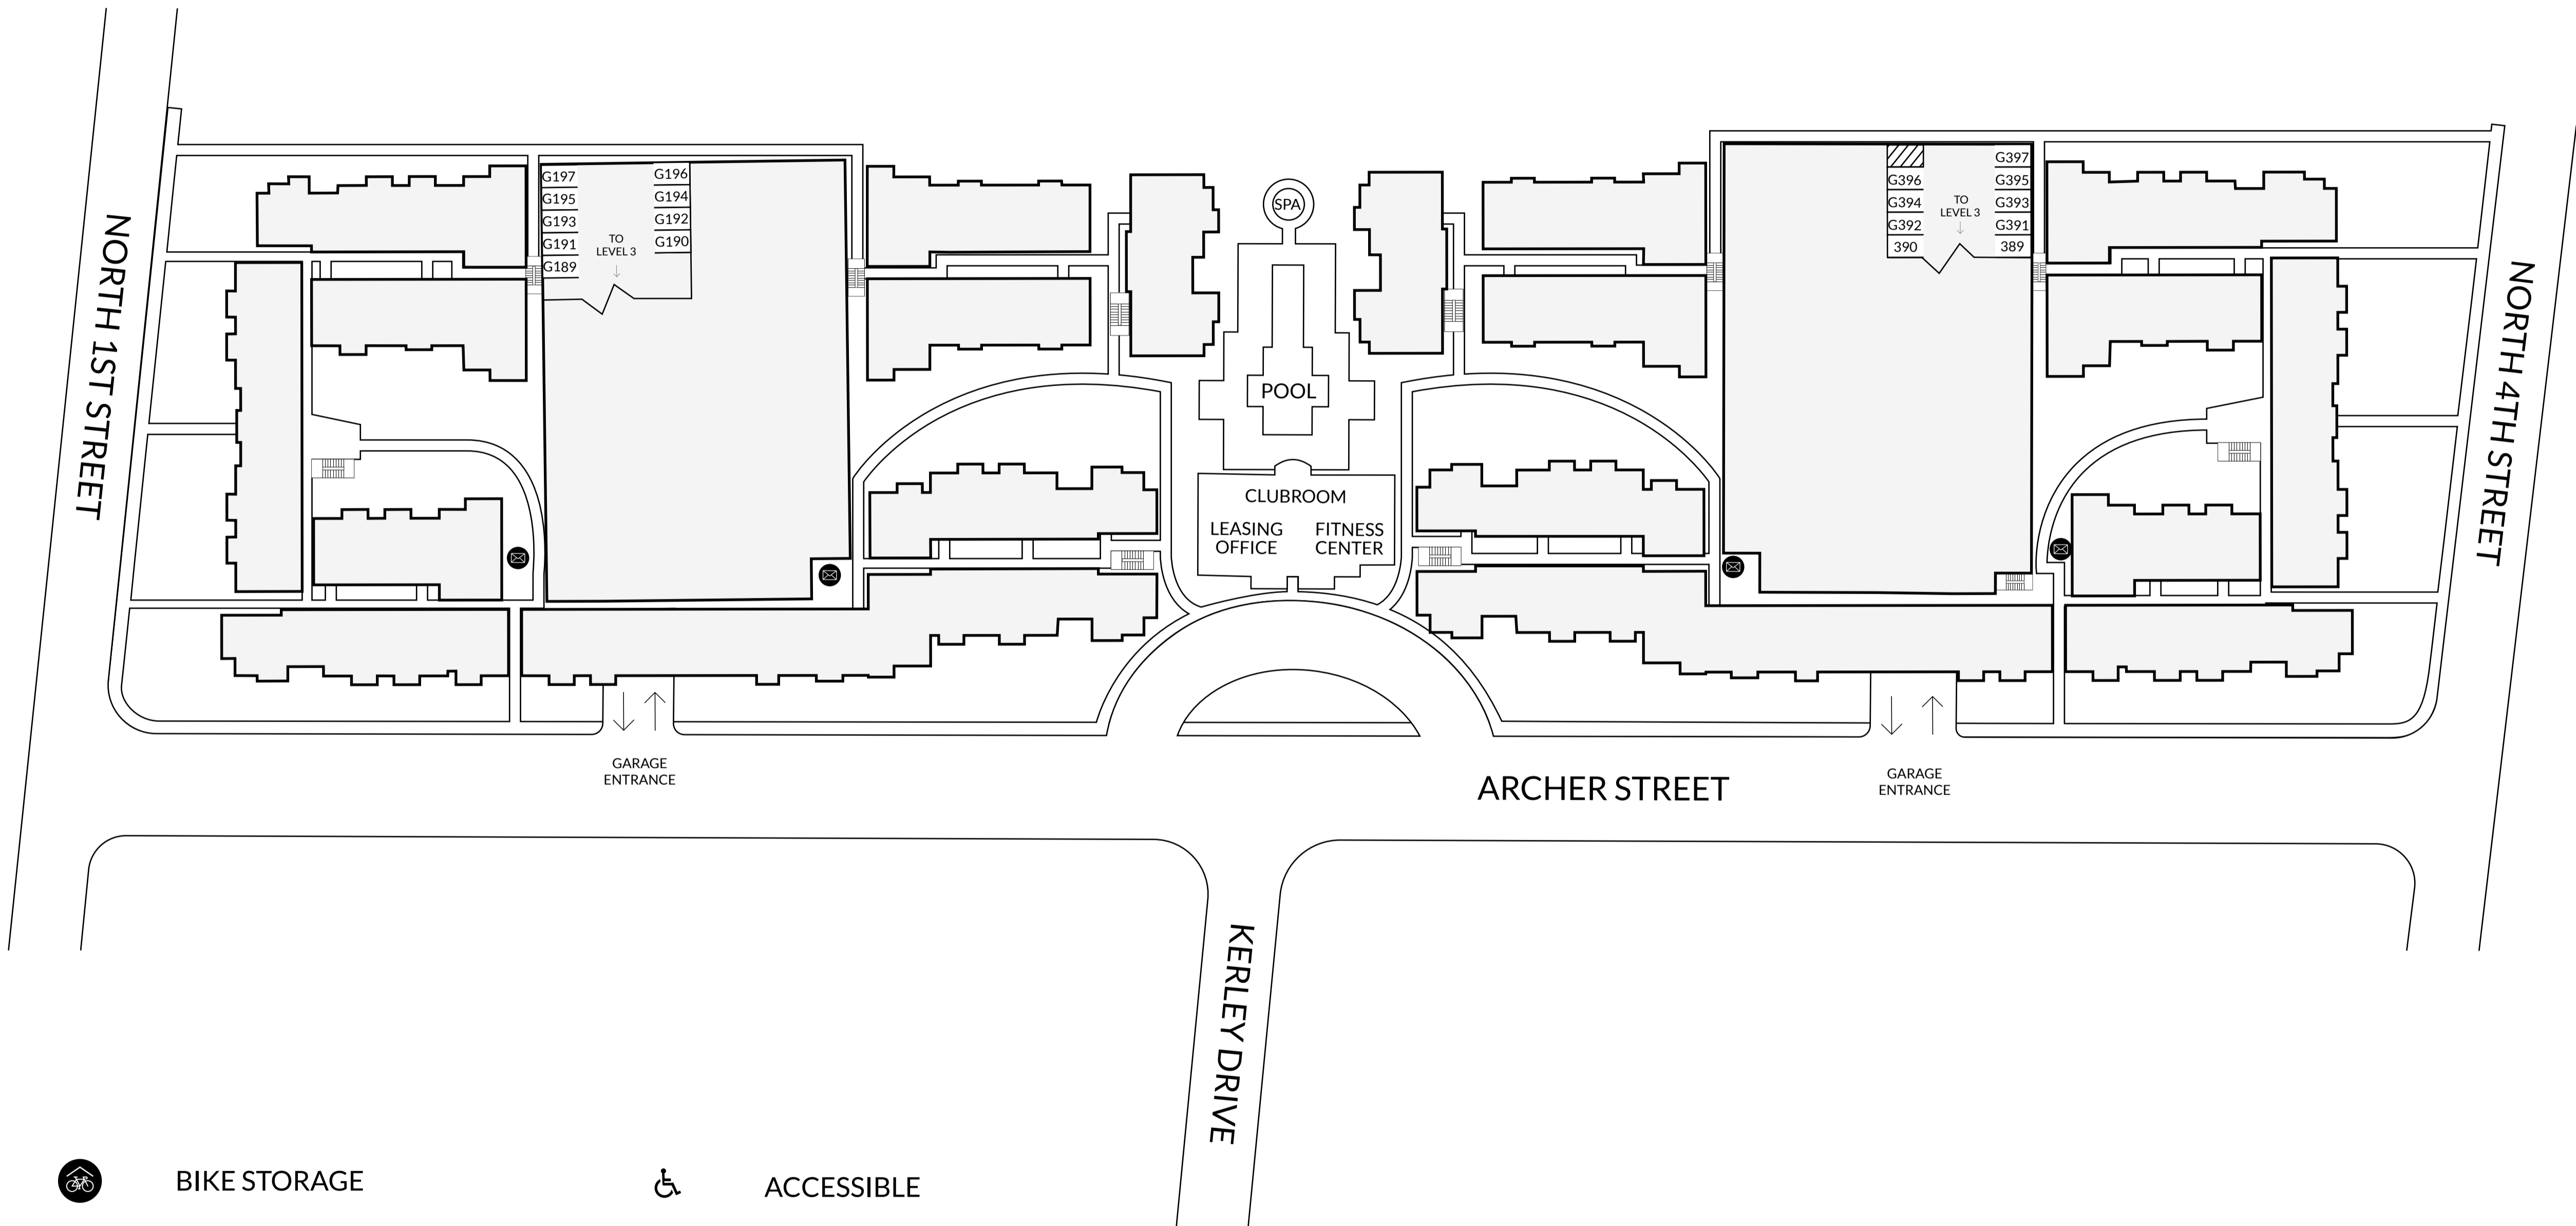 G197
G195
G193
G191
G189
G196
G194
G192
G190
TO
LEVEL 3
SPA
POOL
CLUBROOM
LEASING
OFFICE
FITNESS
CENTER
G396
G394
G392
390
TO
LEVEL 3
G397
G395
G393
G391
389
NORTH 1ST STREET
NORTH 4TH STREET
GARAGE
ENTRANCE
ARCHER STREET
GARAGE
ENTRANCE
KERLEY DRIVE
BIKE STORAGE
ACCESSIBLE